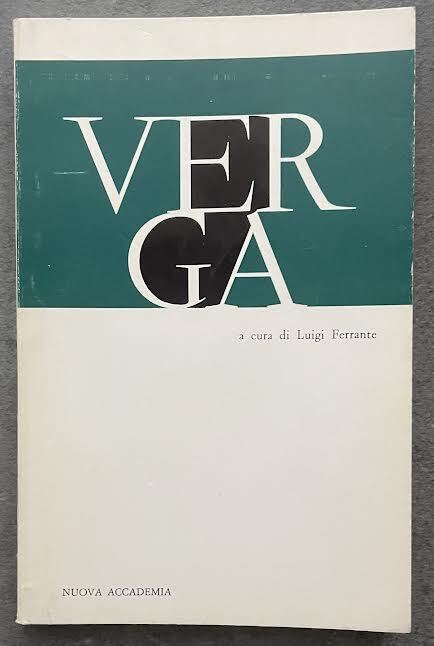 VER
GA
a cura di Luigi Ferrante
NUOVA ACCADEMIA